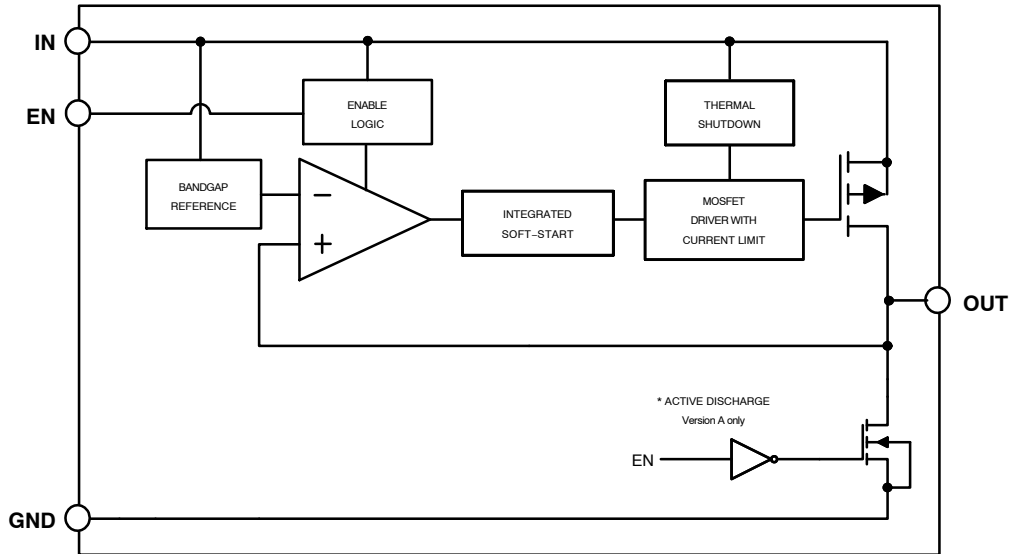 IN
EN
ENABLE
LOGIC
THERMAL
SHUTDOWN
BANDGAP
REFERENCE
−
+
INTEGRATED
SOFT−START
MOSFET
DRIVER WITH
CURRENT LIMIT
OUT
* ACTIVE DISCHARGE
Version A only
EN
GND